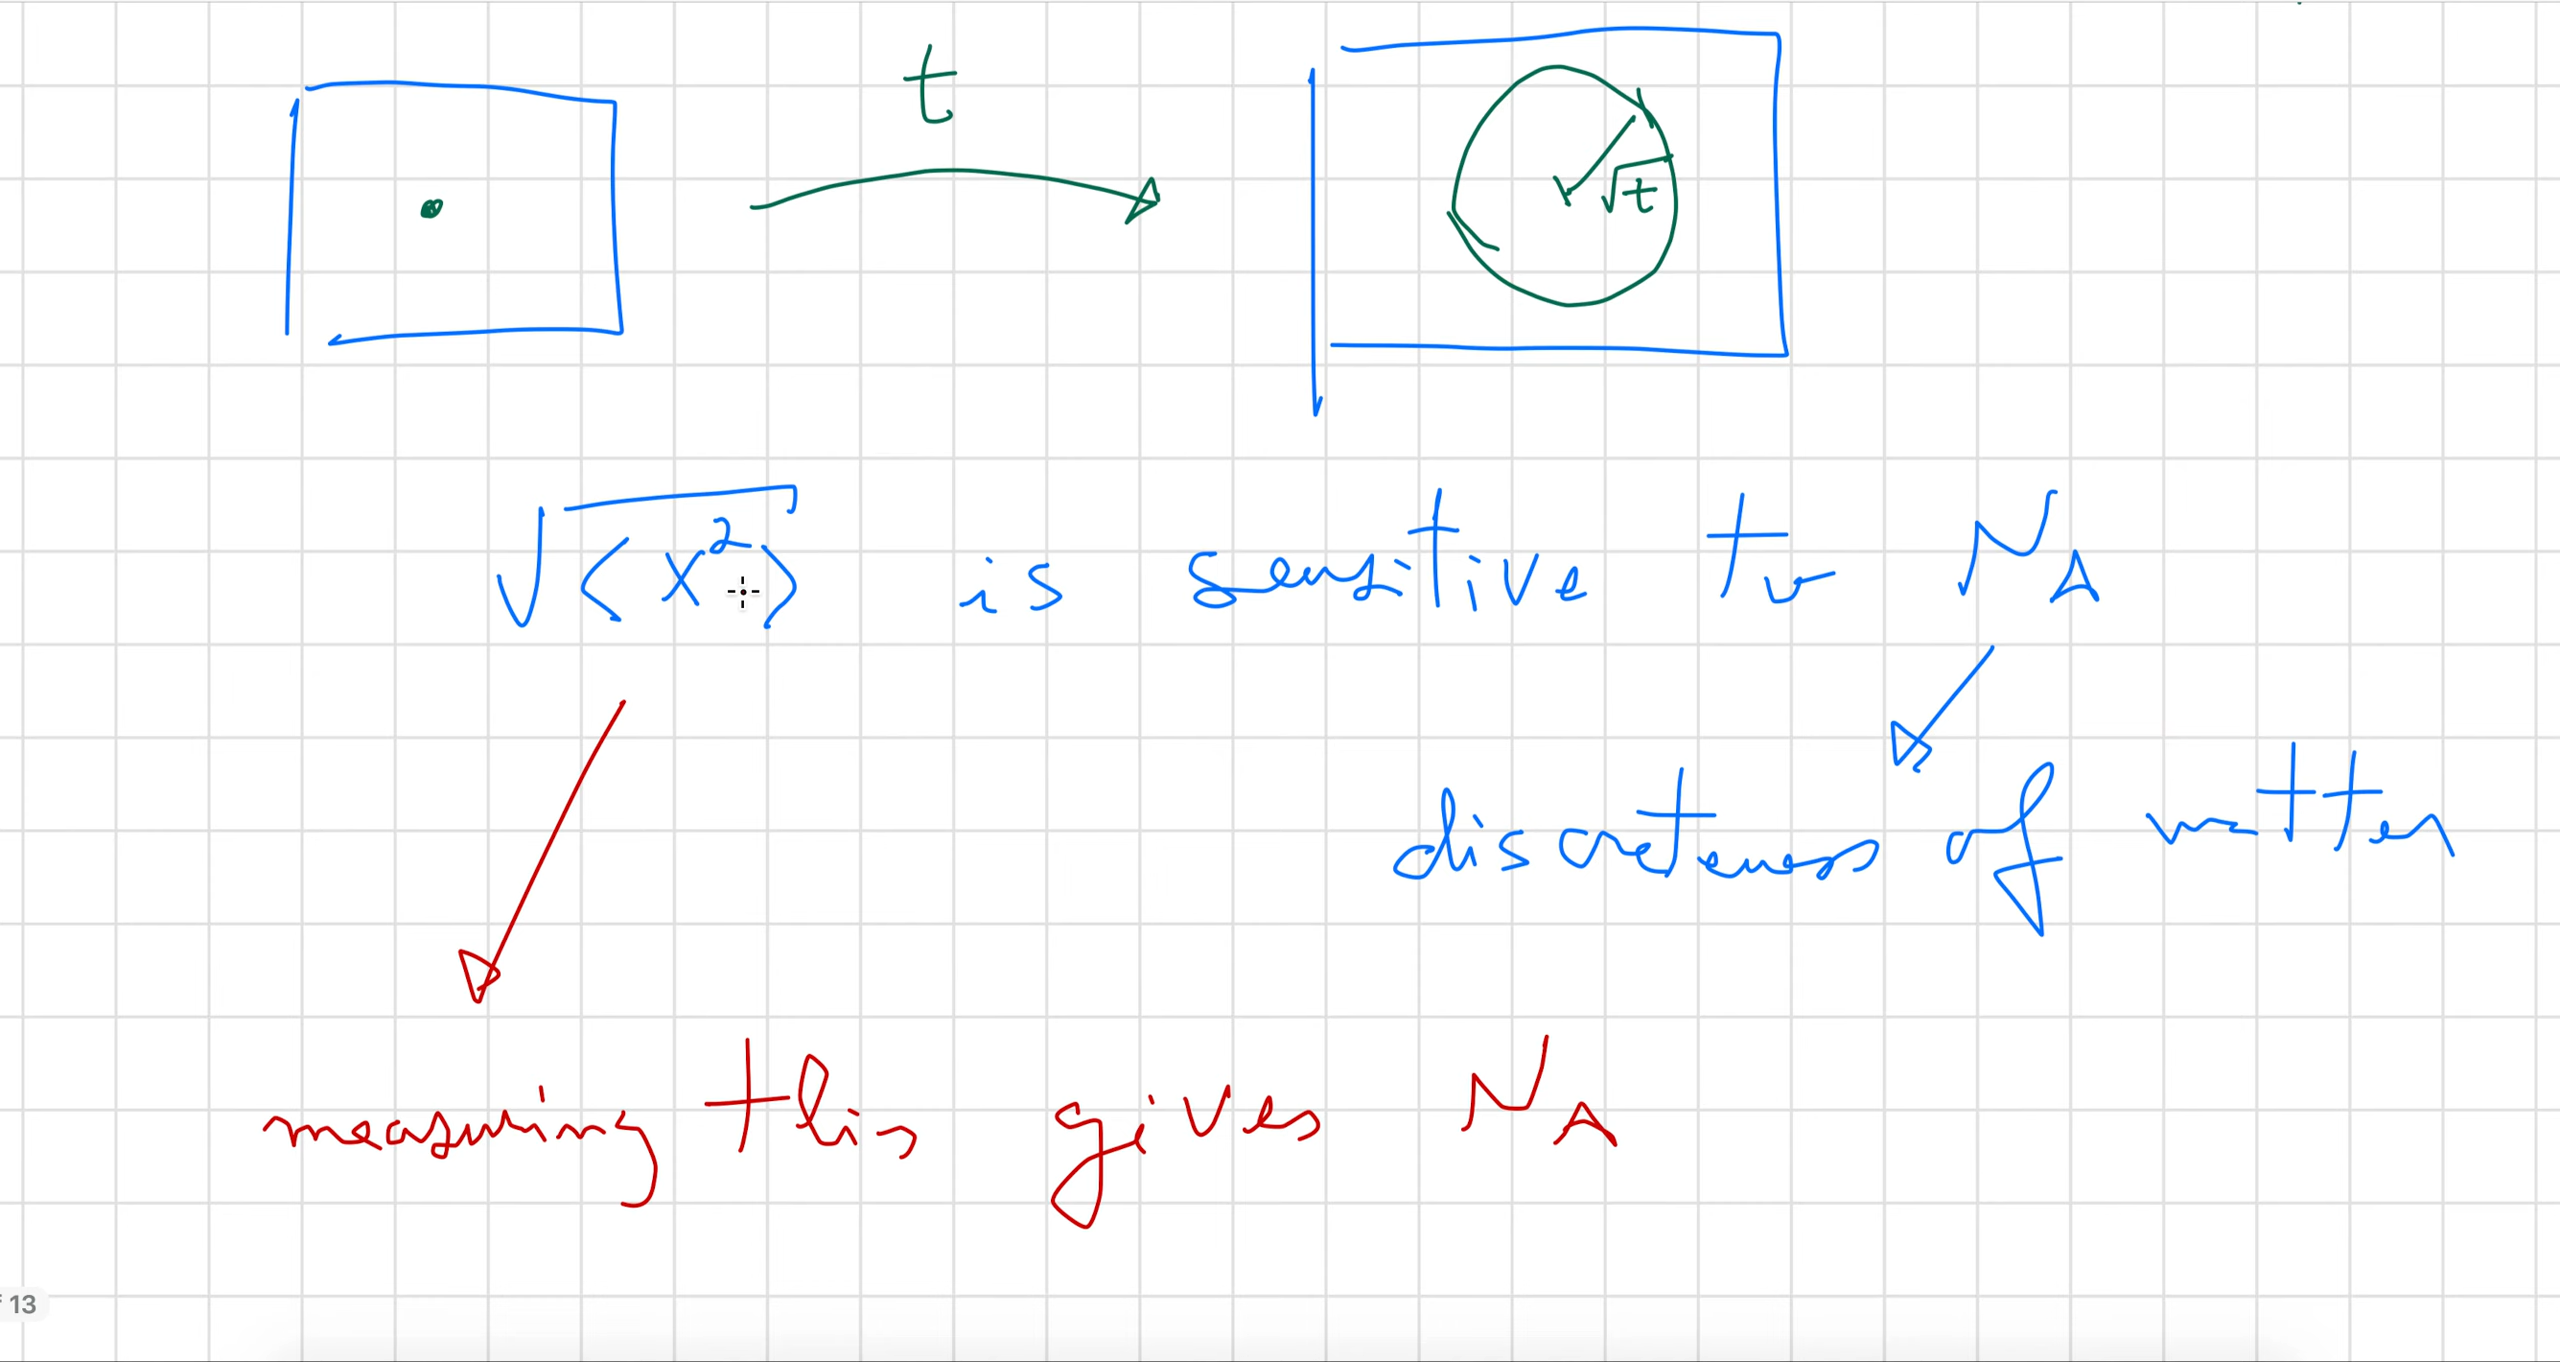 t
√t
√⟨x²⟩ is sensitive to N_A
discreteness of matter
measuring this gives N_A
f 13